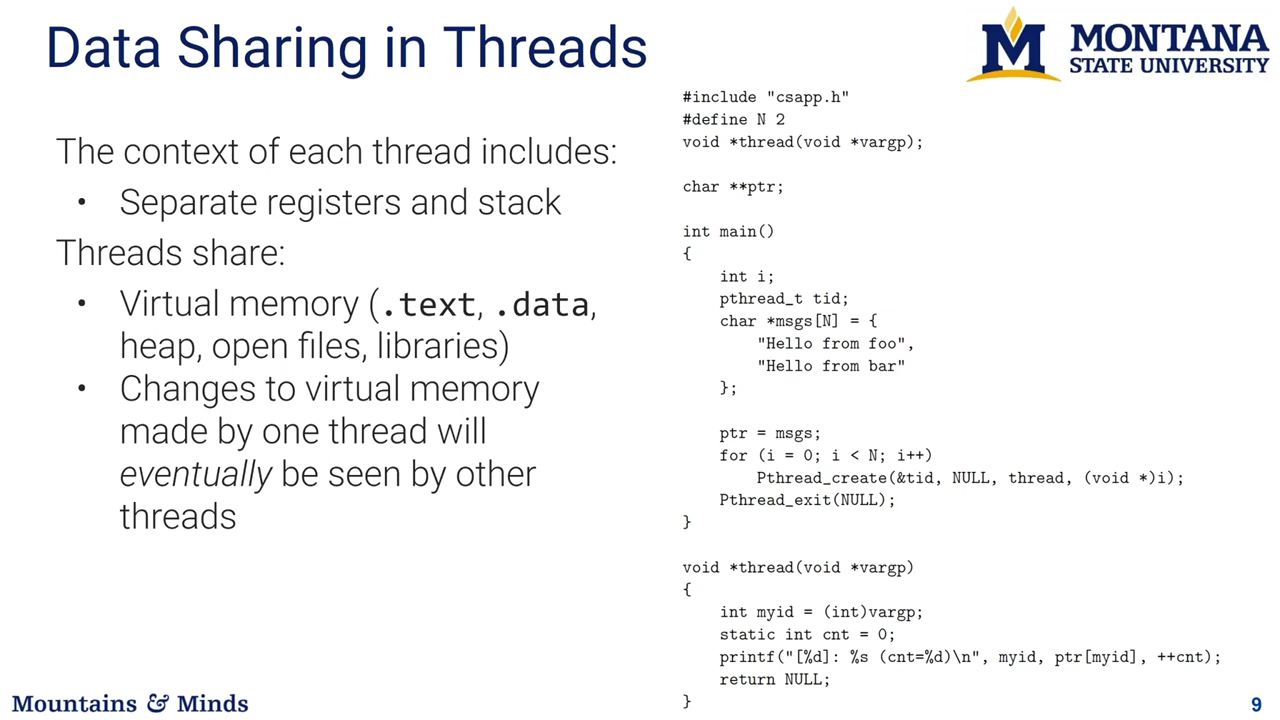 Data Sharing in Threads
MONTANA
STATE UNIVERSITY
The context of each thread includes:
• Separate registers and stack
Threads share:
• Virtual memory (.text, .data,
heap, open files, libraries)
• Changes to virtual memory
made by one thread will
eventually be seen by other
threads
#include "csapp.h"
#define N 2
void *thread(void *vargp);

char **ptr;

int main()
{
    int i;
    pthread_t tid;
    char *msgs[N] = {
        "Hello from foo",
        "Hello from bar"
    };

    ptr = msgs;
    for (i = 0; i < N; i++)
        Pthread_create(&tid, NULL, thread, (void *)i);
    Pthread_exit(NULL);
}

void *thread(void *vargp)
{
    int myid = (int)vargp;
    static int cnt = 0;
    printf("[%d]: %s (cnt=%d)\n", myid, ptr[myid], ++cnt);
    return NULL;
}
Mountains & Minds
9